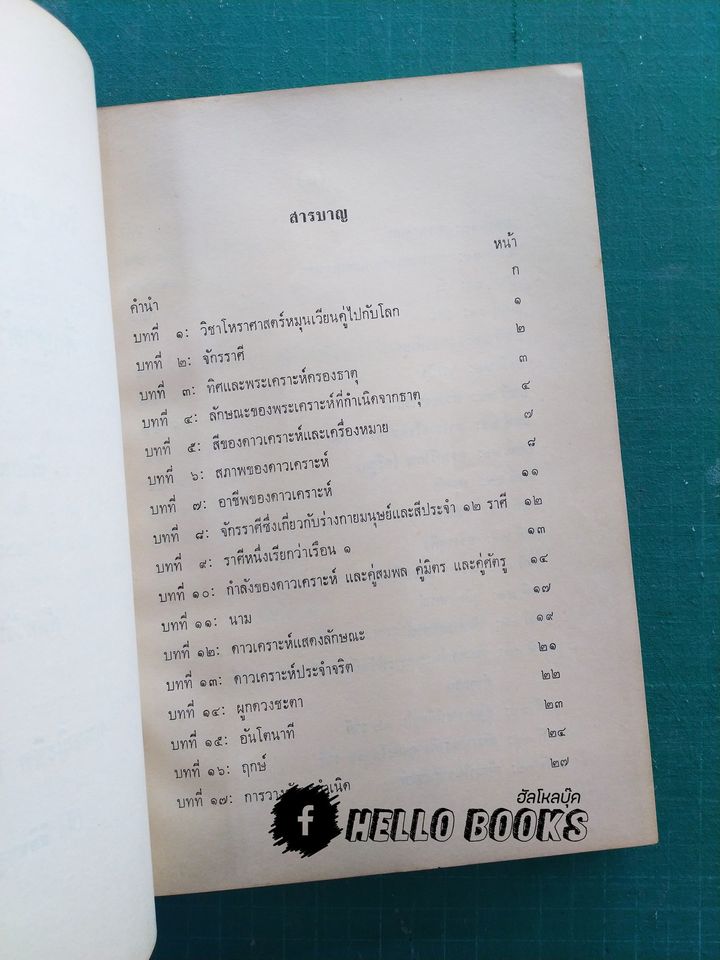 สารบาญ
หน้า
คำนำ ก
บทที่ ๑: วิชาโหราศาสตร์หมุนเวียนคู่ไปกับโลก ๑
บทที่ ๒: จักรราศี ๒
บทที่ ๓: ทิศและพระเคราะห์ครองธาตุ ๓
บทที่ ๔: ลักษณะของพระเคราะห์ที่กำเนิดจากธาตุ ๔
บทที่ ๕: สีของดาวเคราะห์และเครื่องหมาย ๗
บทที่ ๖: สภาพของดาวเคราะห์ ๘
บทที่ ๗: อาชีพของดาวเคราะห์ ๑๑
บทที่ ๘: จักรราศีซึ่งเกี่ยวกับร่างกายมนุษย์และสีประจำ ๑๒ ราศี ๑๒
บทที่ ๙: ราศีหนึ่งเรียกว่าเรือน ๑ ๑๓
บทที่ ๑๐: กำลังของดาวเคราะห์ และคู่สมพล คู่มิตร และคู่ศัตรู ๑๔
บทที่ ๑๑: นาม ๑๗
บทที่ ๑๒: ดาวเคราะห์แสดงลักษณะ ๑๙
บทที่ ๑๓: ดาวเคราะห์ประจำจริต ๒๑
บทที่ ๑๔: ผูกดวงชะตา ๒๒
บทที่ ๑๕: อันโตนาที ๒๓
บทที่ ๑๖: ฤกษ์ ๒๔
บทที่ ๑๗: ๒๗
ฮัลโหลบุ๊ค
f HELLO BOOKS